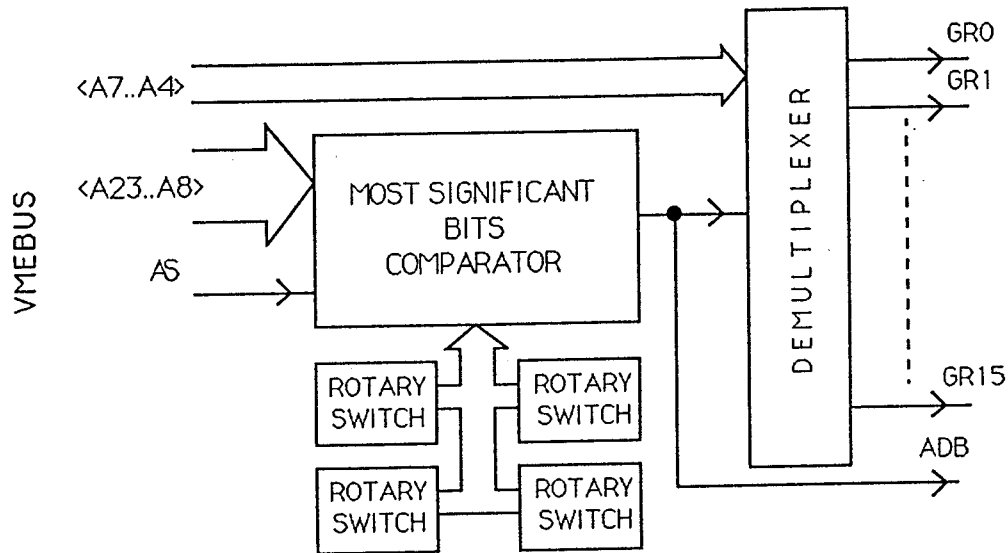 VMEBUS
<A7..A4>
<A23..A8>
AS
MOST SIGNIFICANT
BITS
COMPARATOR
ROTARY
SWITCH
ROTARY
SWITCH
ROTARY
SWITCH
ROTARY
SWITCH
DEMULTIPLEXER
GR0
GR1
GR15
ADB